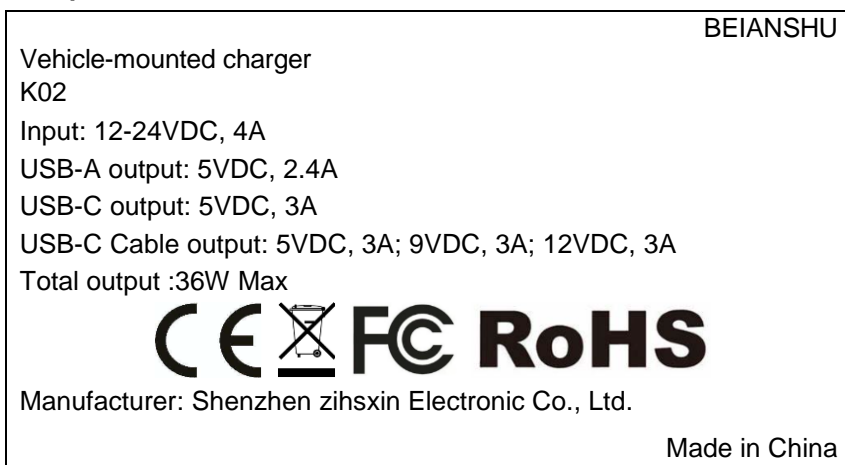 BEIANSHU
Vehicle-mounted charger
K02
Input: 12-24VDC, 4A
USB-A output: 5VDC, 2.4A
USB-C output: 5VDC, 3A
USB-C Cable output: 5VDC, 3A; 9VDC, 3A; 12VDC, 3A
Total output :36W Max
CE FC RoHS
Manufacturer: Shenzhen zihsxin Electronic Co., Ltd.
Made in China